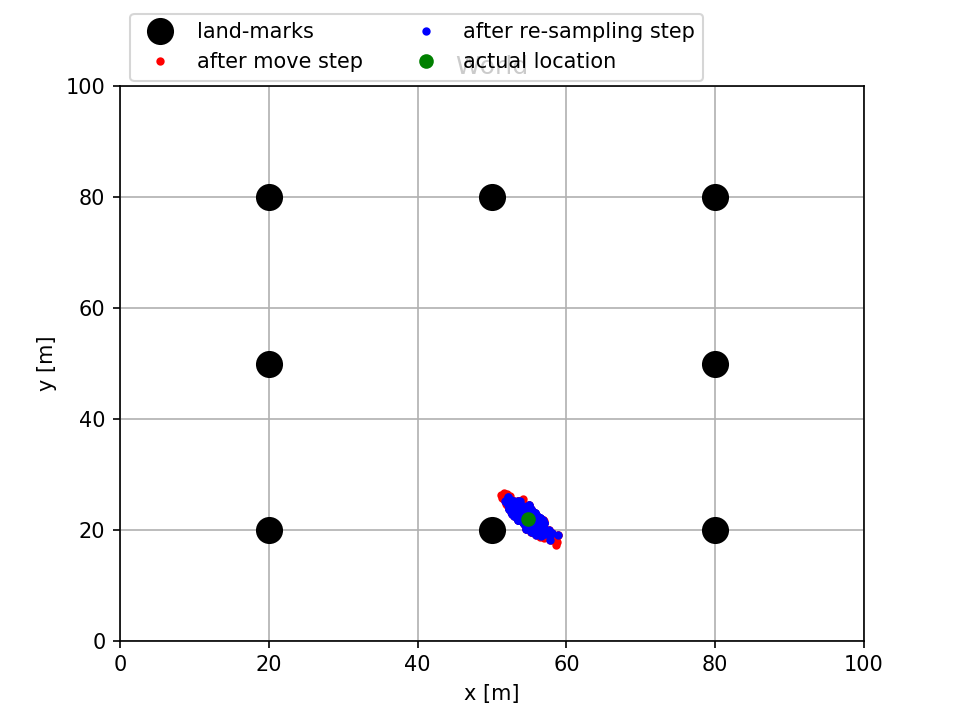 land-marks
after move step
after re-sampling step
actual location
World
100
80
60
40
20
0
y [m]
0 20 40 60 80 100
x [m]